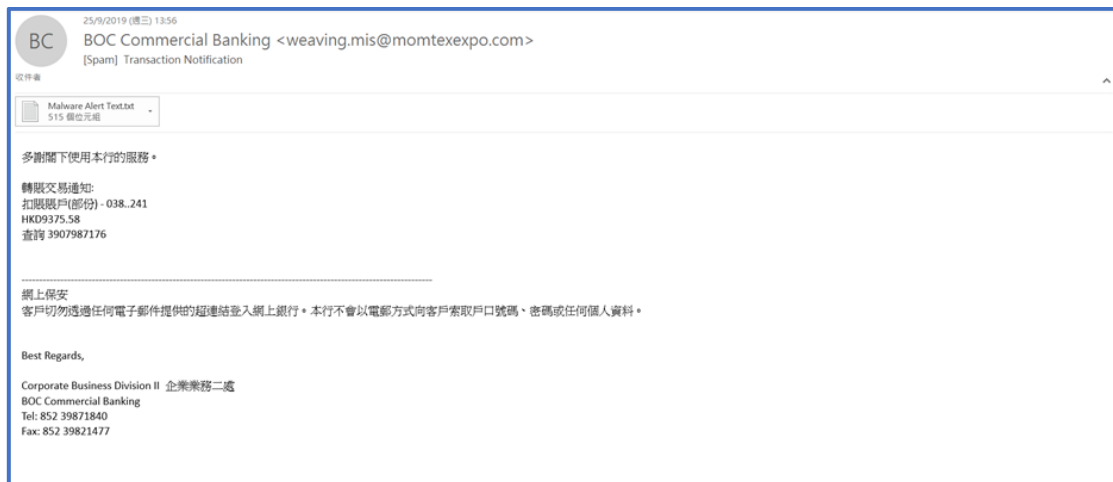 25/9/2019 (週三) 13:56
BC
BOC Commercial Banking <weaving.mis@momtexexpo.com>
[Spam] Transaction Notification
收件者
Malware Alert Text.txt
515 個位元組
多謝閣下使用本行的服務。
轉賬交易通知:
扣賬賬戶(部份) - 038..241
HKD9375.58
查詢 3907987176
網上保安
客戶切勿透過任何電子郵件提供的超連結登入網上銀行。本行不會以電郵方式向客戶索取戶口號碼、密碼或任何個人資料。
Best Regards,
Corporate Business Division II 企業業務二處
BOC Commercial Banking
Tel: 852 39871840
Fax: 852 39821477